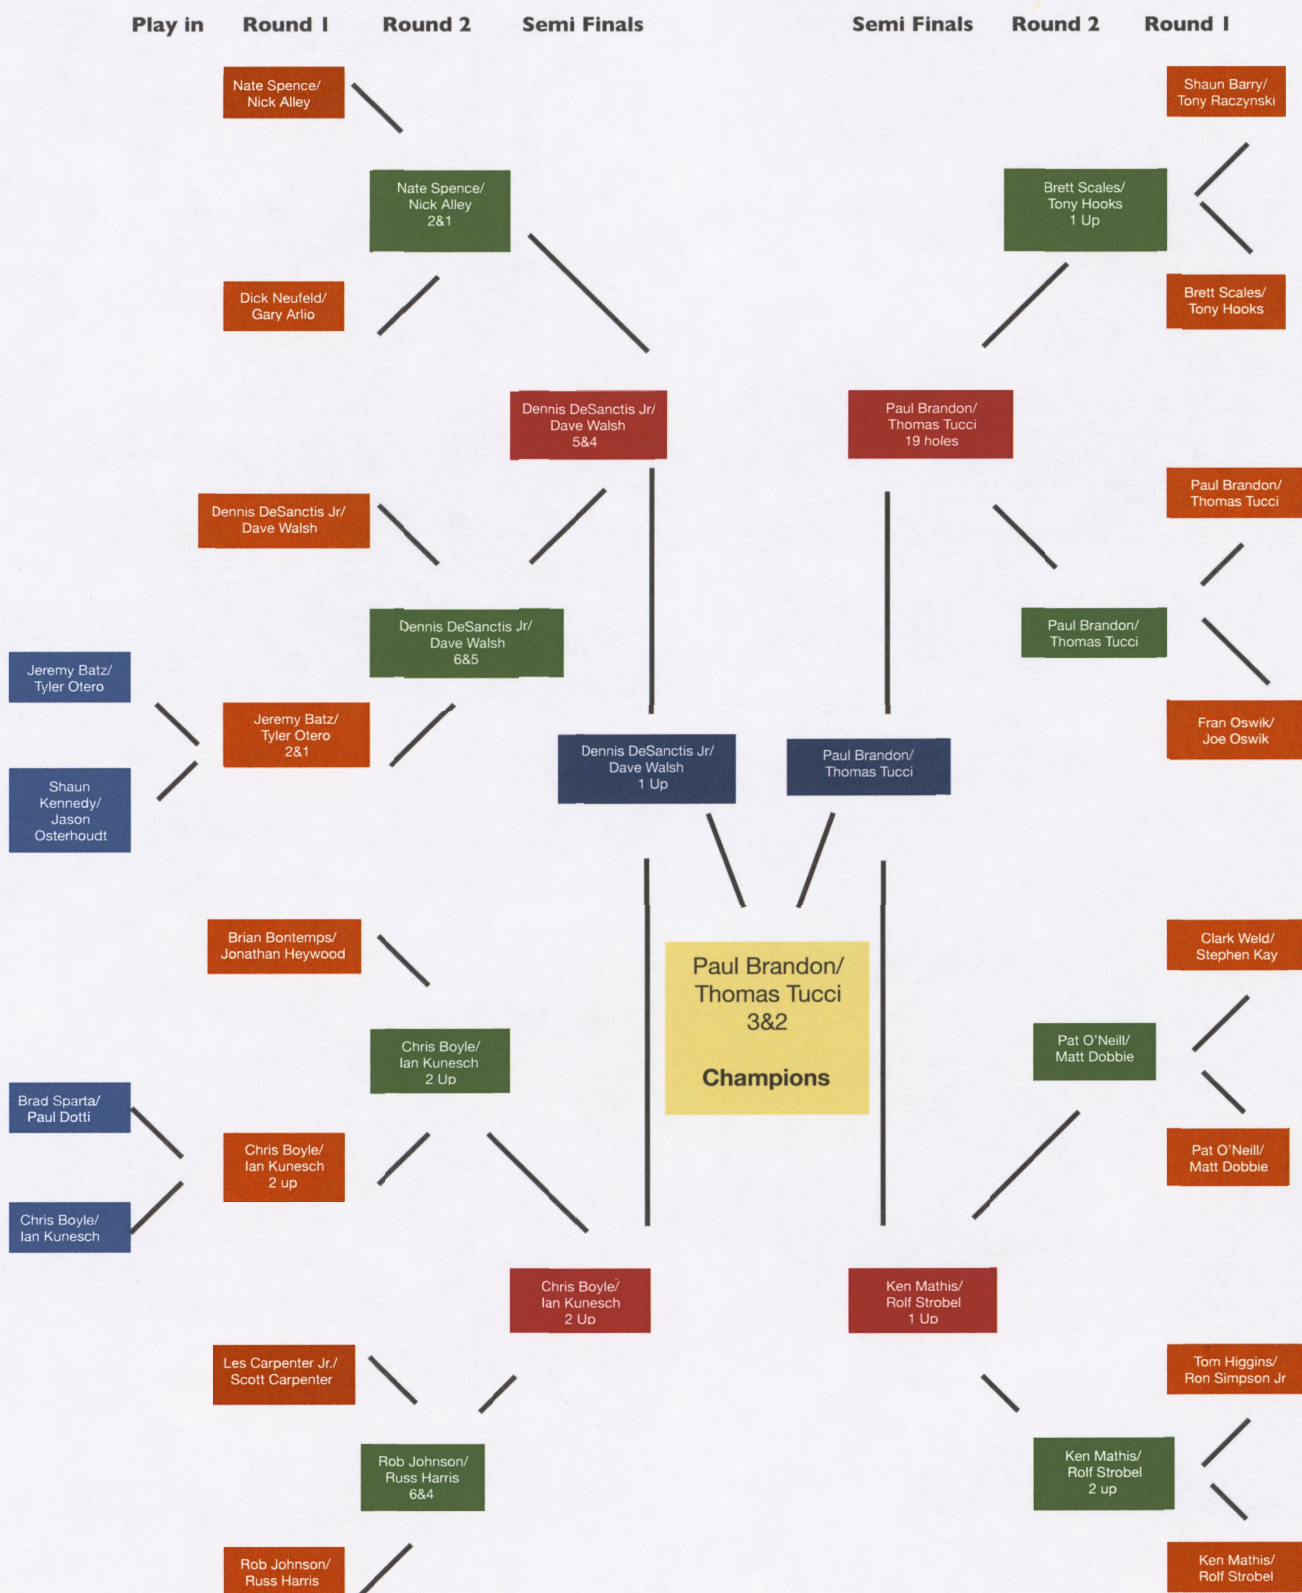 Play in Round 1 Round 2 Semi Finals Semi Finals Round 2 Round 1
Nate Spence/
Nick Alley
Shaun Barry/
Tony Raczynski
Nate Spence/
Nick Alley
2&1
Brett Scales/
Tony Hooks
1 Up
Dick Neufeld/
Gary Arlio
Brett Scales/
Tony Hooks
Dennis DeSanctis Jr/
Dave Walsh
5&4
Paul Brandon/
Thomas Tucci
19 holes
Paul Brandon/
Thomas Tucci
Dennis DeSanctis Jr/
Dave Walsh
Dennis DeSanctis Jr/
Dave Walsh
6&5
Paul Brandon/
Thomas Tucci
Jeremy Batz/
Tyler Otero
Jeremy Batz/
Tyler Otero
2&1
Fran Oswik/
Joe Oswik
Shaun
Kennedy/
Jason
Osterhoudt
Dennis DeSanctis Jr/
Dave Walsh
1 Up
Paul Brandon/
Thomas Tucci
Brian Bontemps/
Jonathan Heywood
Clark Weld/
Stephen Kay
Paul Brandon/
Thomas Tucci
3&2
Champions
Chris Boyle/
Ian Kunesch
2 Up
Pat O'Neill/
Matt Dobbie
Brad Sparta/
Paul Dotti
Chris Boyle/
Ian Kunesch
2 up
Pat O'Neill/
Matt Dobbie
Chris Boyle/
Ian Kunesch
Chris Boyle/
Ian Kunesch
2 Up
Ken Mathis/
Rolf Strobel
1 Up
Les Carpenter Jr./
Scott Carpenter
Tom Higgins/
Ron Simpson Jr
Rob Johnson/
Russ Harris
6&4
Ken Mathis/
Rolf Strobel
2 up
Rob Johnson/
Russ Harris
Ken Mathis/
Rolf Strobel